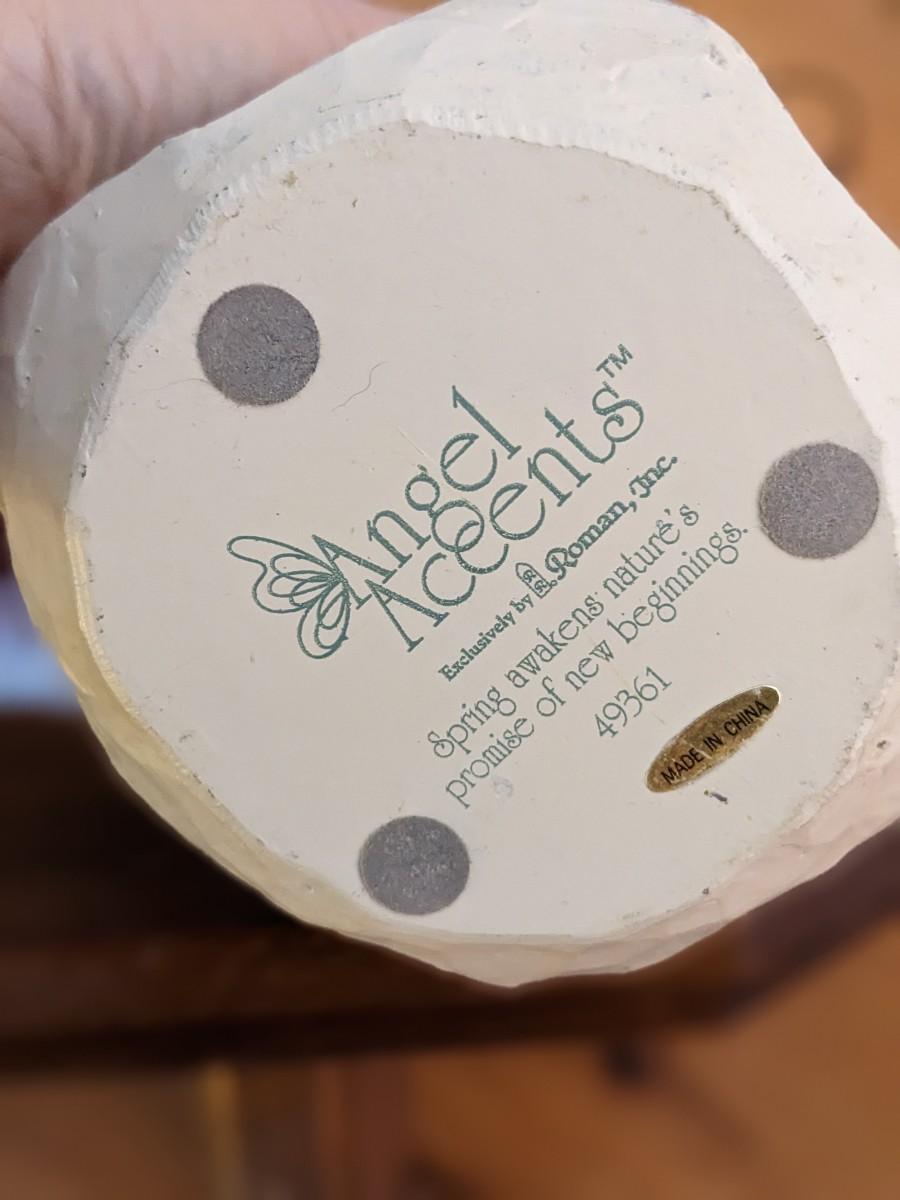 Angel
Accents™
Exclusively by Roman, Inc.
Spring awakens nature's
promise of new beginnings.
49361
MADE IN CHINA